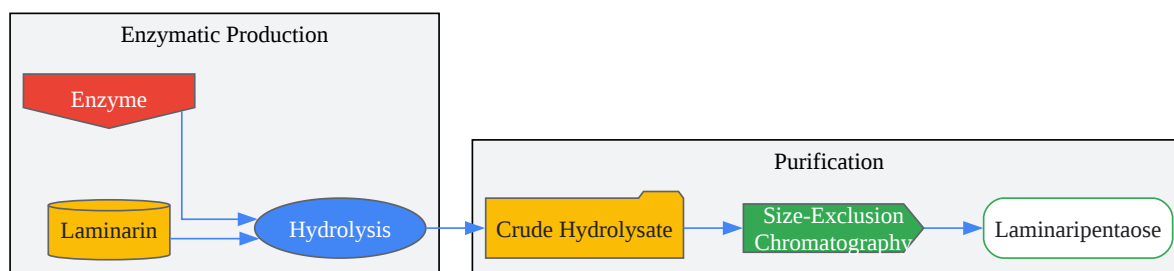 Enzymatic Production
Enzyme
Laminarin
Hydrolysis
Purification
Crude Hydrolysate
Size-Exclusion
Chromatography
Laminaripentaose